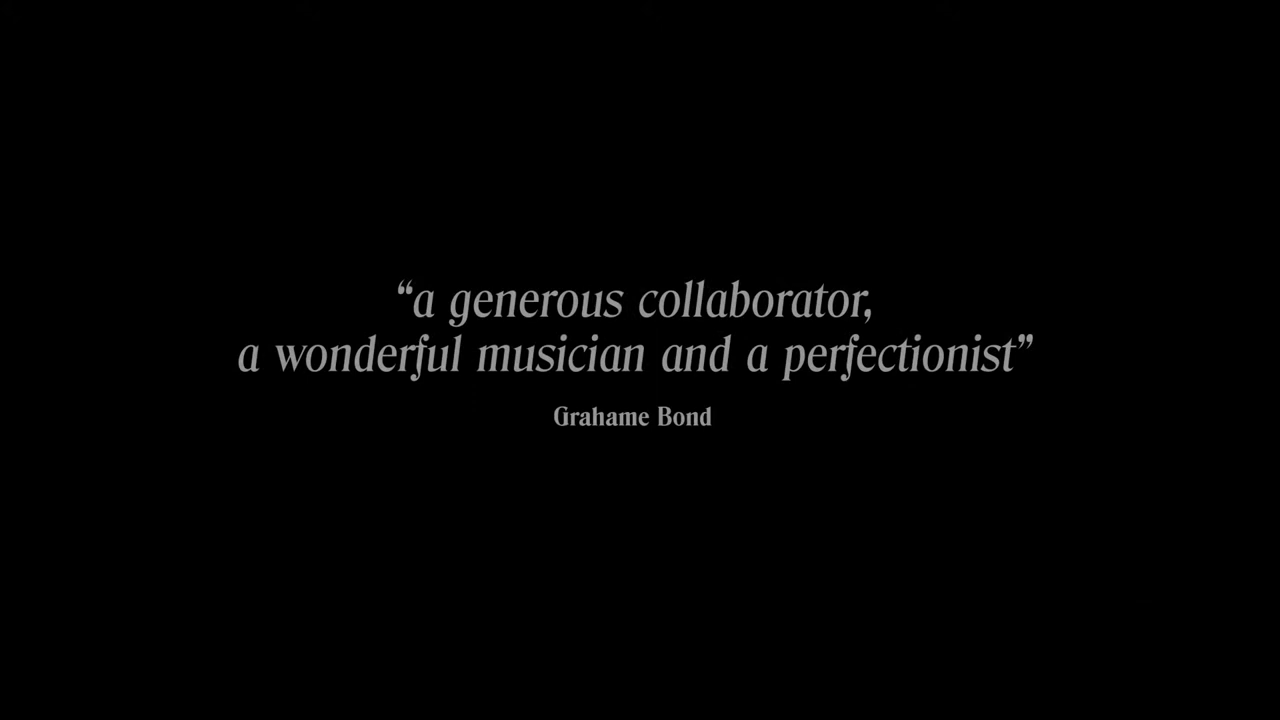 “a generous collaborator,
a wonderful musician and a perfectionist”
Grahame Bond